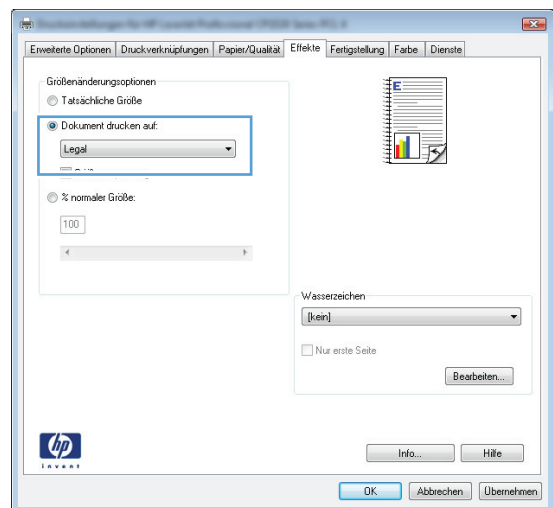 Erweiterte Optionen Druckverknüpfungen Papier/Qualität Effekte Fertigstellung Farbe Dienste
Größenänderungsoptionen
Tatsächliche Größe
Dokument drucken auf:
Legal
% normaler Größe:
100
Wasserzeichen
[kein]
Nur erste Seite
Bearbeiten...
hp
invent
Info... Hilfe
OK Abbrechen Übernehmen